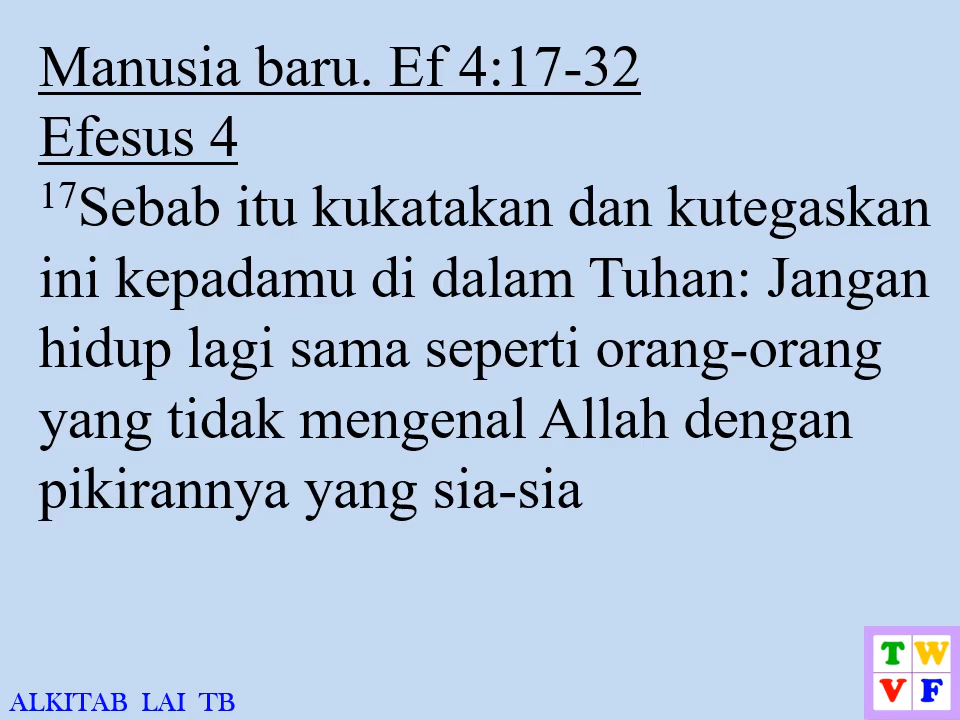 Manusia baru. Ef 4:17-32
Efesus 4
17Sebab itu kukatakan dan kutegaskan
ini kepadamu di dalam Tuhan: Jangan
hidup lagi sama seperti orang-orang
yang tidak mengenal Allah dengan
pikirannya yang sia-sia
T W
V F
ALKITAB LAI TB